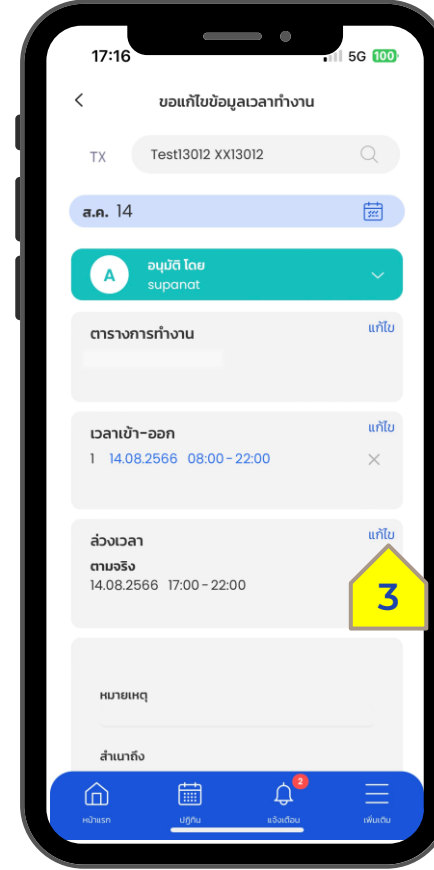 17:16
5G 100
ขอแก้ไขข้อมูลเวลาทำงาน
TX Test13012 XX13012
ส.ค. 14
A อนุมัติ โดย
supanat
ตารางการทำงาน แก้ไข
เวลาเข้า-ออก แก้ไข
1 14.08.2566 08:00 - 22:00
ล่วงเวลา แก้ไข
ตามจริง
14.08.2566 17:00 - 22:00
3
หมายเหตุ
สำเนาถึง
2
หน้าแรก ปฏิทิน แจ้งเตือน เพิ่มเติม